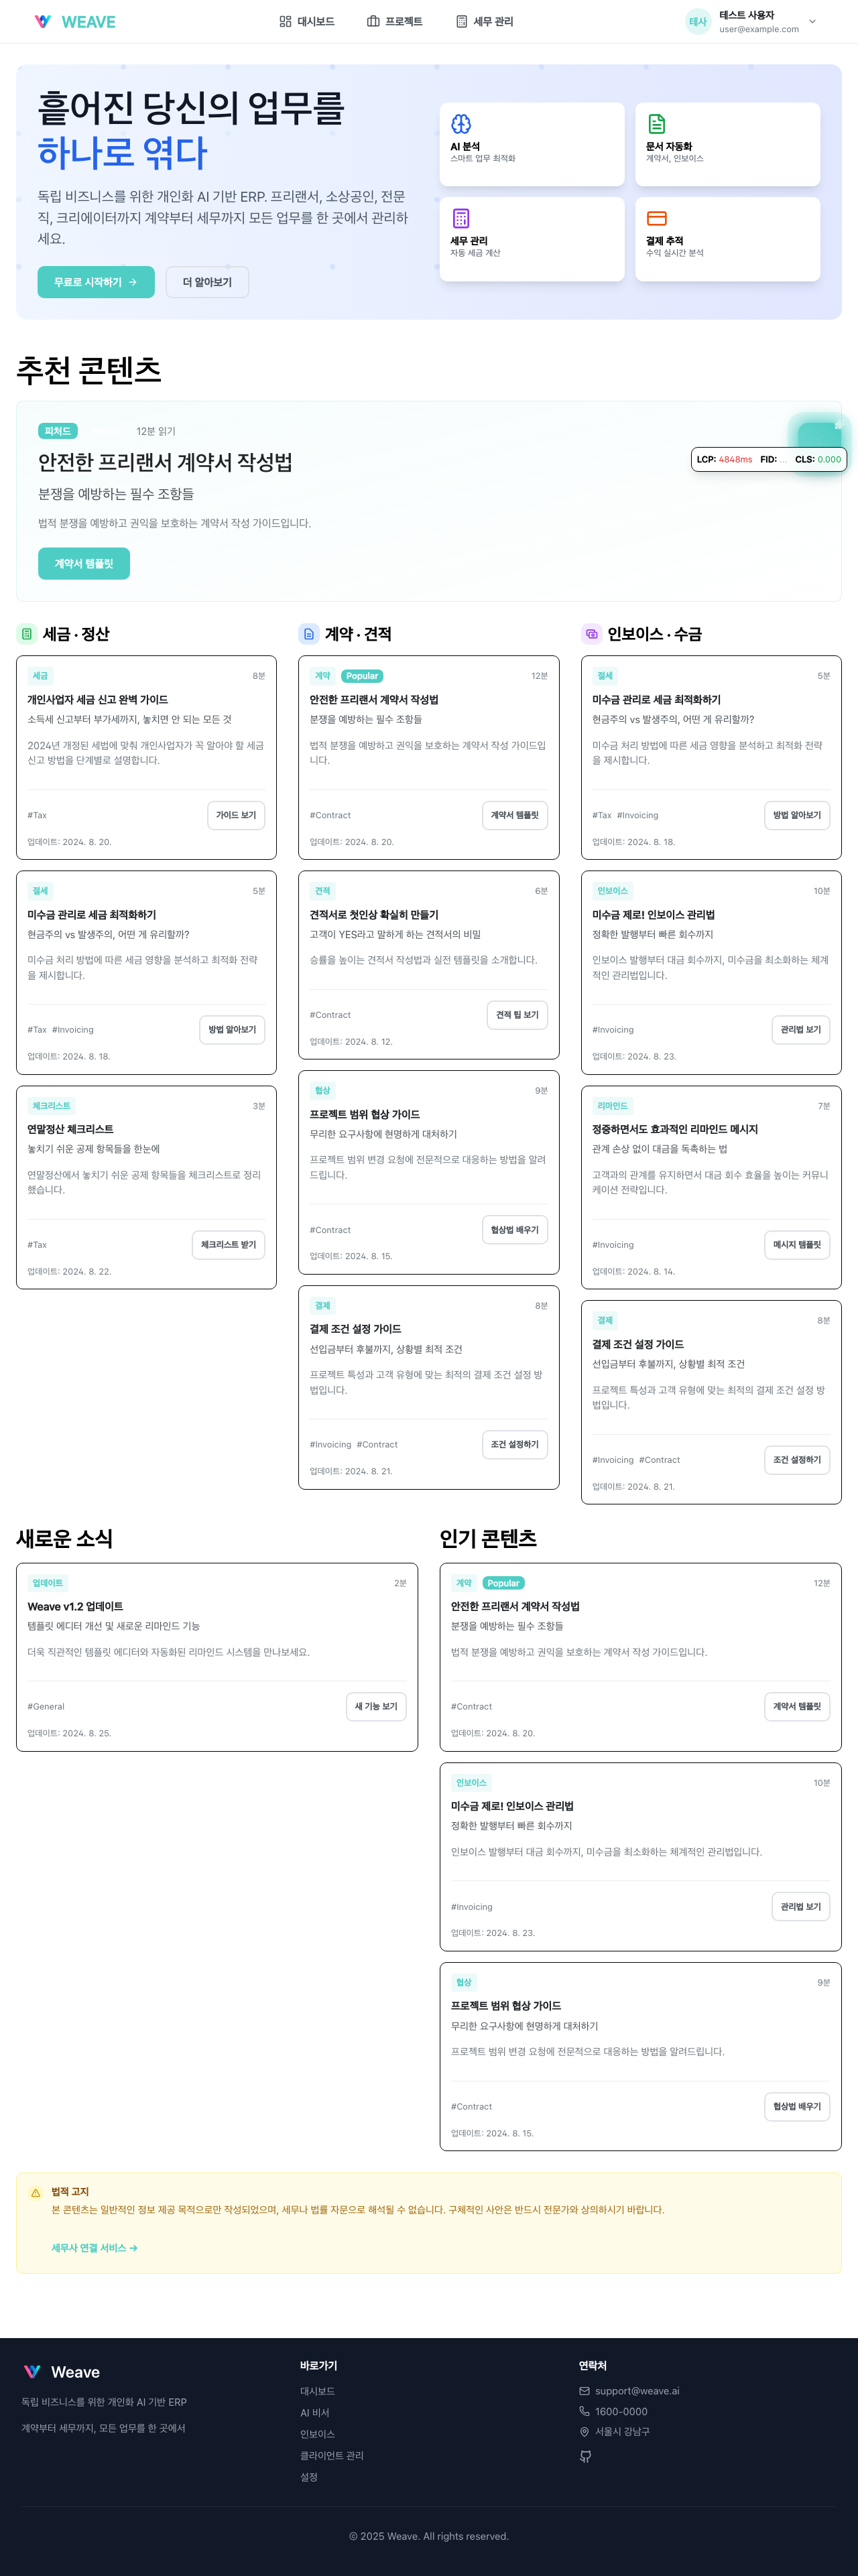 WEAVE
대시보드
프로젝트
세무 관리
테사
테스트 사용자
user@example.com
흩어진 당신의 업무를
하나로 엮다
독립 비즈니스를 위한 개인화 AI 기반 ERP. 프리랜서, 소상공인, 전문
직, 크리에이터까지 계약부터 세무까지 모든 업무를 한 곳에서 관리하
세요.
무료로 시작하기 →
더 알아보기
AI 분석
스마트 업무 최적화
문서 자동화
계약서, 인보이스
세무 관리
자동 세금 계산
결제 추적
수익 실시간 분석
추천 콘텐츠
피처드
12분 읽기
안전한 프리랜서 계약서 작성법
분쟁을 예방하는 필수 조항들
법적 분쟁을 예방하고 권익을 보호하는 계약서 작성 가이드입니다.
계약서 템플릿
LCP: 4848ms FID: ... CLS: 0.000
세금 · 정산
세금
8분
개인사업자 세금 신고 완벽 가이드
소득세 신고부터 부가세까지, 놓치면 안 되는 모든 것
2024년 개정된 세법에 맞춰 개인사업자가 꼭 알아야 할 세금
신고 방법을 단계별로 설명합니다.
#Tax
가이드 보기
업데이트: 2024. 8. 20.
절세
5분
미수금 관리로 세금 최적화하기
현금주의 vs 발생주의, 어떤 게 유리할까?
미수금 처리 방법에 따른 세금 영향을 분석하고 최적화 전략
을 제시합니다.
#Tax #Invoicing
방법 알아보기
업데이트: 2024. 8. 18.
체크리스트
3분
연말정산 체크리스트
놓치기 쉬운 공제 항목들을 한눈에
연말정산에서 놓치기 쉬운 공제 항목들을 체크리스트로 정리
했습니다.
#Tax
체크리스트 받기
업데이트: 2024. 8. 22.
계약 · 견적
계약
Popular
12분
안전한 프리랜서 계약서 작성법
분쟁을 예방하는 필수 조항들
법적 분쟁을 예방하고 권익을 보호하는 계약서 작성 가이드입
니다.
#Contract
계약서 템플릿
업데이트: 2024. 8. 20.
견적
6분
견적서로 첫인상 확실히 만들기
고객이 YES라고 말하게 하는 견적서의 비밀
승률을 높이는 견적서 작성법과 실전 템플릿을 소개합니다.
#Contract
견적 팁 보기
업데이트: 2024. 8. 12.
협상
9분
프로젝트 범위 협상 가이드
무리한 요구사항에 현명하게 대처하기
프로젝트 범위 변경 요청에 전문적으로 대응하는 방법을 알려
드립니다.
#Contract
협상법 배우기
업데이트: 2024. 8. 15.
결제
8분
결제 조건 설정 가이드
선입금부터 후불까지, 상황별 최적 조건
프로젝트 특성과 고객 유형에 맞는 최적의 결제 조건 설정 방
법입니다.
#Invoicing #Contract
조건 설정하기
업데이트: 2024. 8. 21.
인보이스 · 수금
절세
5분
미수금 관리로 세금 최적화하기
현금주의 vs 발생주의, 어떤 게 유리할까?
미수금 처리 방법에 따른 세금 영향을 분석하고 최적화 전략
을 제시합니다.
#Tax #Invoicing
방법 알아보기
업데이트: 2024. 8. 18.
인보이스
10분
미수금 제로! 인보이스 관리법
정확한 발행부터 빠른 회수까지
인보이스 발행부터 대금 회수까지, 미수금을 최소화하는 체계
적인 관리법입니다.
#Invoicing
관리법 보기
업데이트: 2024. 8. 23.
리마인드
7분
정중하면서도 효과적인 리마인드 메시지
관계 손상 없이 대금을 독촉하는 법
고객과의 관계를 유지하면서 대금 회수 효율을 높이는 커뮤니
케이션 전략입니다.
#Invoicing
메시지 템플릿
업데이트: 2024. 8. 14.
결제
8분
결제 조건 설정 가이드
선입금부터 후불까지, 상황별 최적 조건
프로젝트 특성과 고객 유형에 맞는 최적의 결제 조건 설정 방
법입니다.
#Invoicing #Contract
조건 설정하기
업데이트: 2024. 8. 21.
새로운 소식
업데이트
2분
Weave v1.2 업데이트
템플릿 에디터 개선 및 새로운 리마인드 기능
더욱 직관적인 템플릿 에디터와 자동화된 리마인드 시스템을 만나보세요.
#General
새 기능 보기
업데이트: 2024. 8. 25.
인기 콘텐츠
계약
Popular
12분
안전한 프리랜서 계약서 작성법
분쟁을 예방하는 필수 조항들
법적 분쟁을 예방하고 권익을 보호하는 계약서 작성 가이드입니다.
#Contract
계약서 템플릿
업데이트: 2024. 8. 20.
인보이스
10분
미수금 제로! 인보이스 관리법
정확한 발행부터 빠른 회수까지
인보이스 발행부터 대금 회수까지, 미수금을 최소화하는 체계적인 관리법입니다.
#Invoicing
관리법 보기
업데이트: 2024. 8. 23.
협상
9분
프로젝트 범위 협상 가이드
무리한 요구사항에 현명하게 대처하기
프로젝트 범위 변경 요청에 전문적으로 대응하는 방법을 알려드립니다.
#Contract
협상법 배우기
업데이트: 2024. 8. 15.
법적 고지
본 콘텐츠는 일반적인 정보 제공 목적으로만 작성되었으며, 세무나 법률 자문으로 해석될 수 없습니다. 구체적인 사안은 반드시 전문가와 상의하시기 바랍니다.
세무사 연결 서비스 →
Weave
독립 비즈니스를 위한 개인화 AI 기반 ERP
계약부터 세무까지, 모든 업무를 한 곳에서
바로가기
대시보드
AI 비서
인보이스
클라이언트 관리
설정
연락처
support@weave.ai
1600-0000
서울시 강남구
© 2025 Weave. All rights reserved.